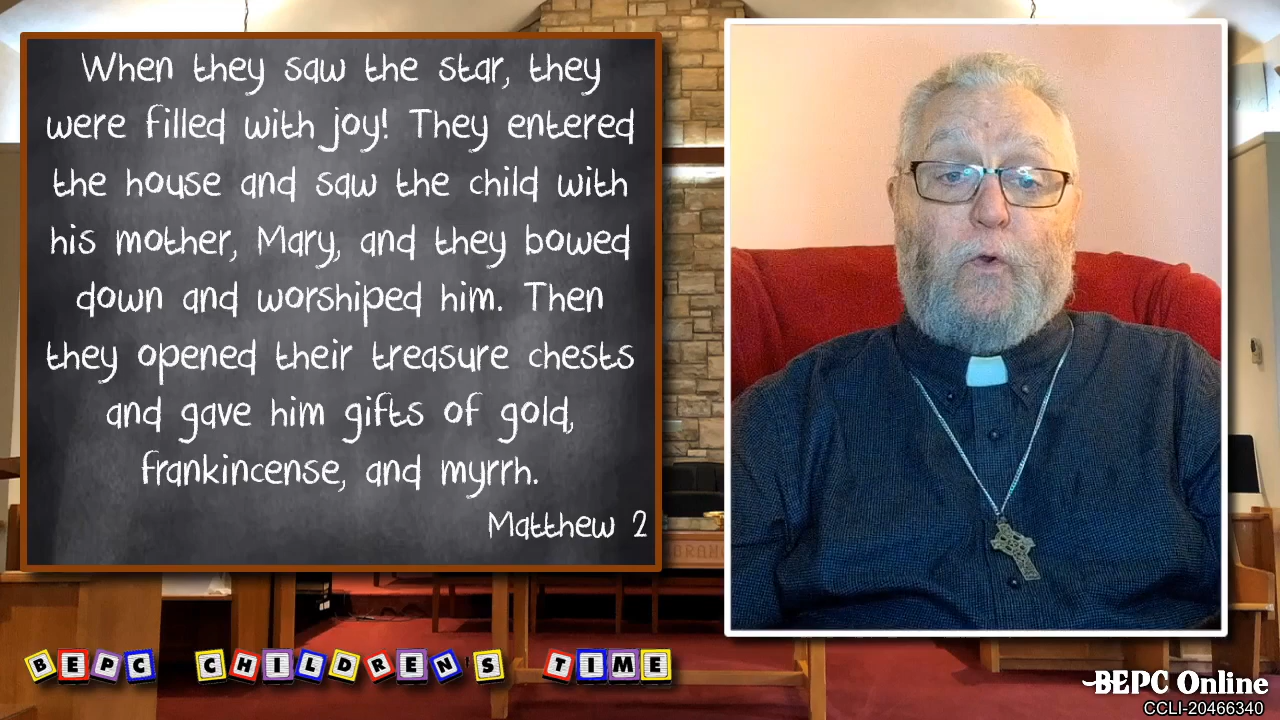 When they saw the star, they
were filled with joy! They entered
the house and saw the child with
his mother, Mary, and they bowed
down and worshiped him. Then
they opened their treasure chests
and gave him gifts of gold,
frankincense, and myrrh.
Matthew 2
BEPC CHILDREN'S TIME
BEPC Online
CCLI-20466340